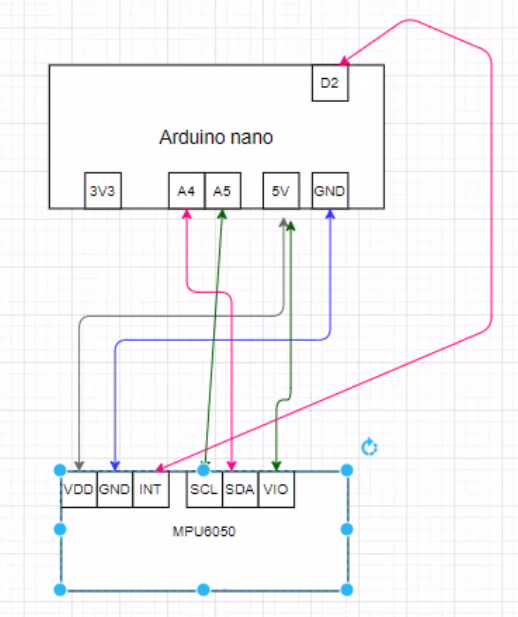 D2
Arduino nano
3V3 A4 A5 5V GND
VDD GND INT SCL SDA VIO
MPU6050